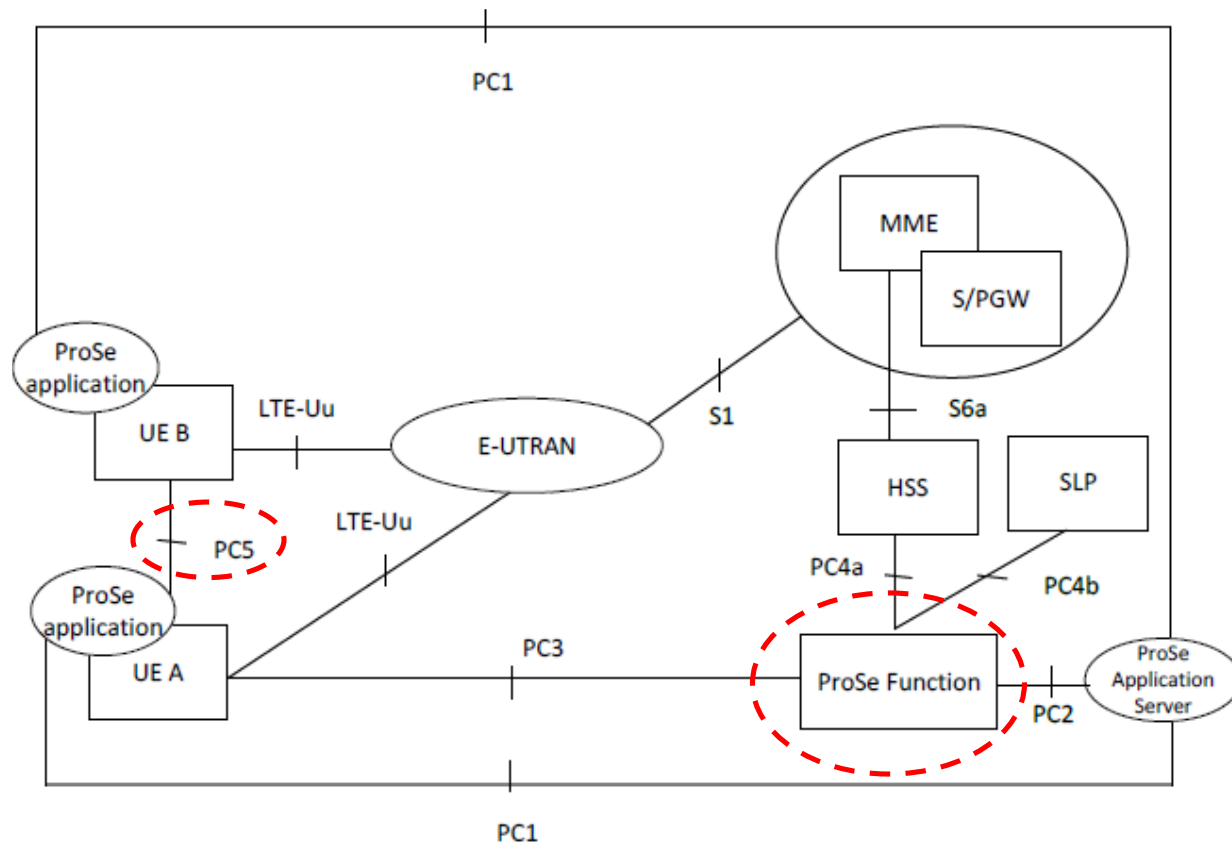 PC1
MME
S/PGW
ProSe
application
UE B
LTE-Uu
E-UTRAN
S1
S6a
HSS
SLP
LTE-Uu
PC5
PC4a
PC4b
ProSe
application
UE A
PC3
ProSe Function
PC2
ProSe
Application
Server
PC1